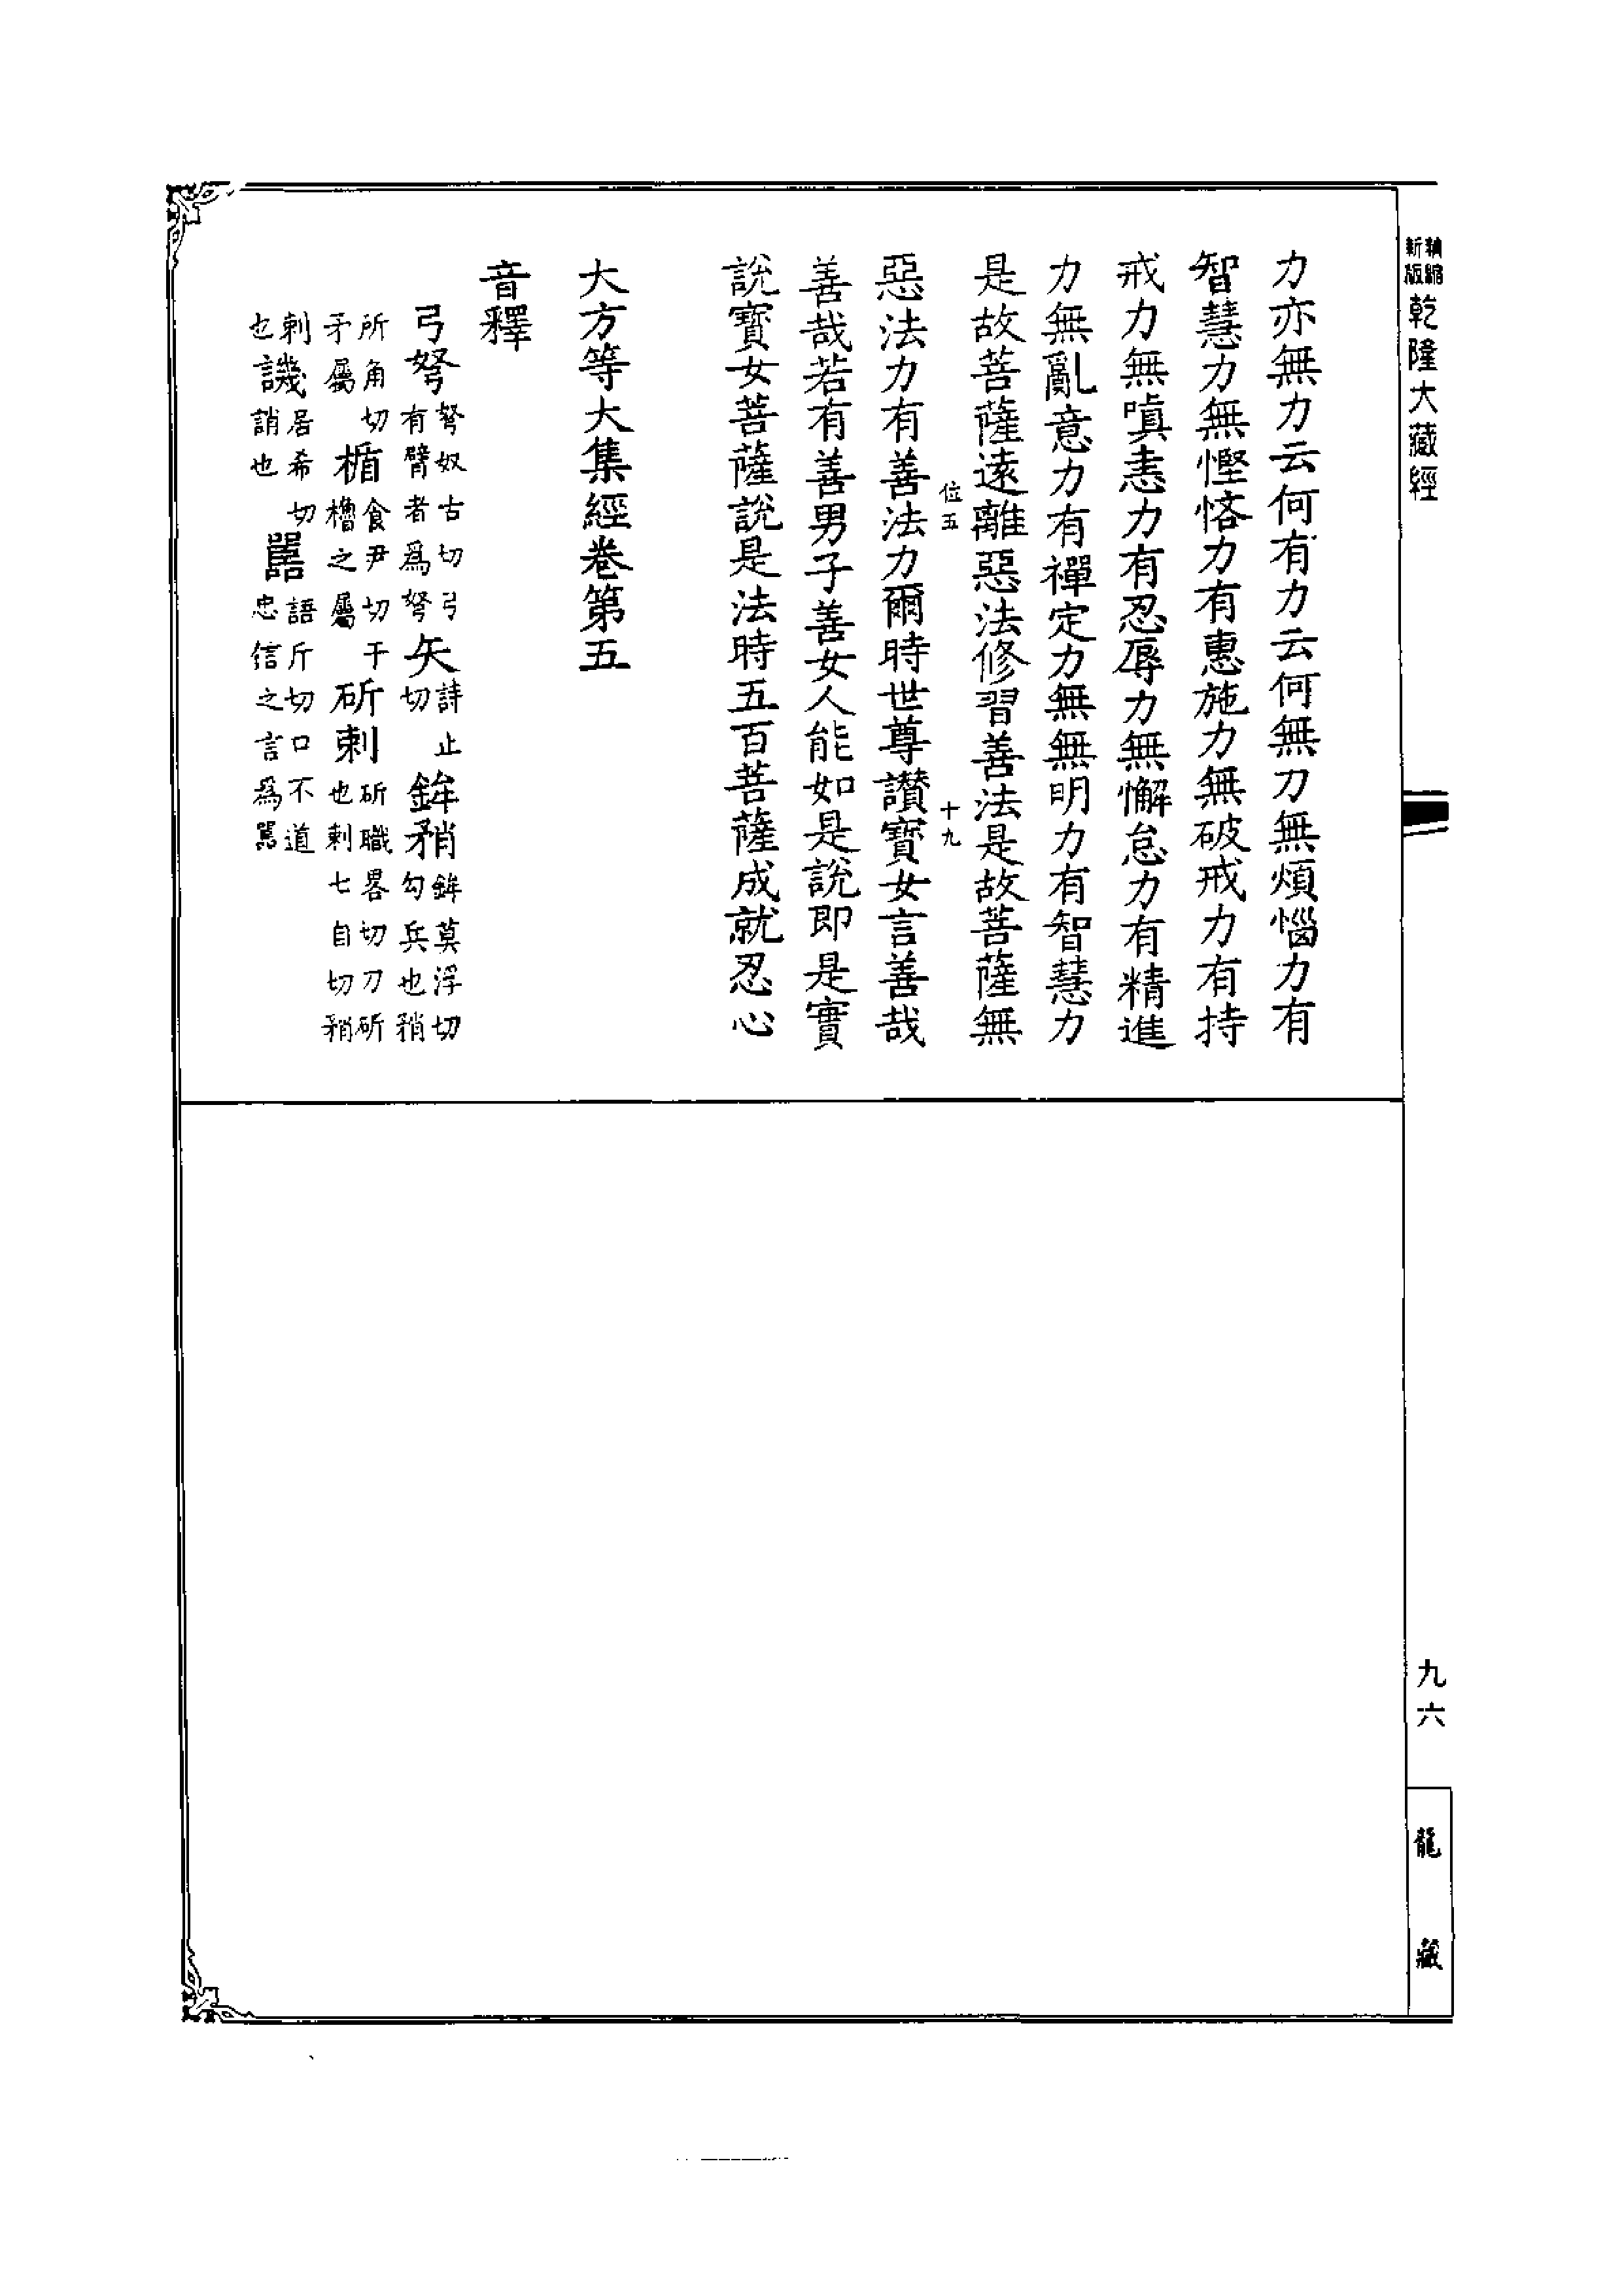 新版
乾隆大藏經
力亦無力云何有力云何無力無煩惱力有
智慧力無慳悋力有惠施力無破戒力有持
戒力無嗔恚力有忍辱力無懈怠力有精進
力無亂意力有禪定力無無明力有智慧力
是故菩薩遠離惡法修習善法是故菩薩無
位五 十九
惡法力有善法力爾時世尊讚寶女言善哉
善哉若有善男子善女人能如是說即是實
說寶女菩薩說是法時五百菩薩成就忍心
大方等大集經卷第五
音釋
弓弩弩奴古切弓有臂者爲弩矢詩止切鉾矟鉾莫浮切勾兵也矟
所角切矛屬楯食尹切干櫓之屬斫刺斫職畧切刀斫也刺七自切矟
刺也譏居希切誚也嚚語斤切口不道忠信之言爲嚚
九六
龍藏